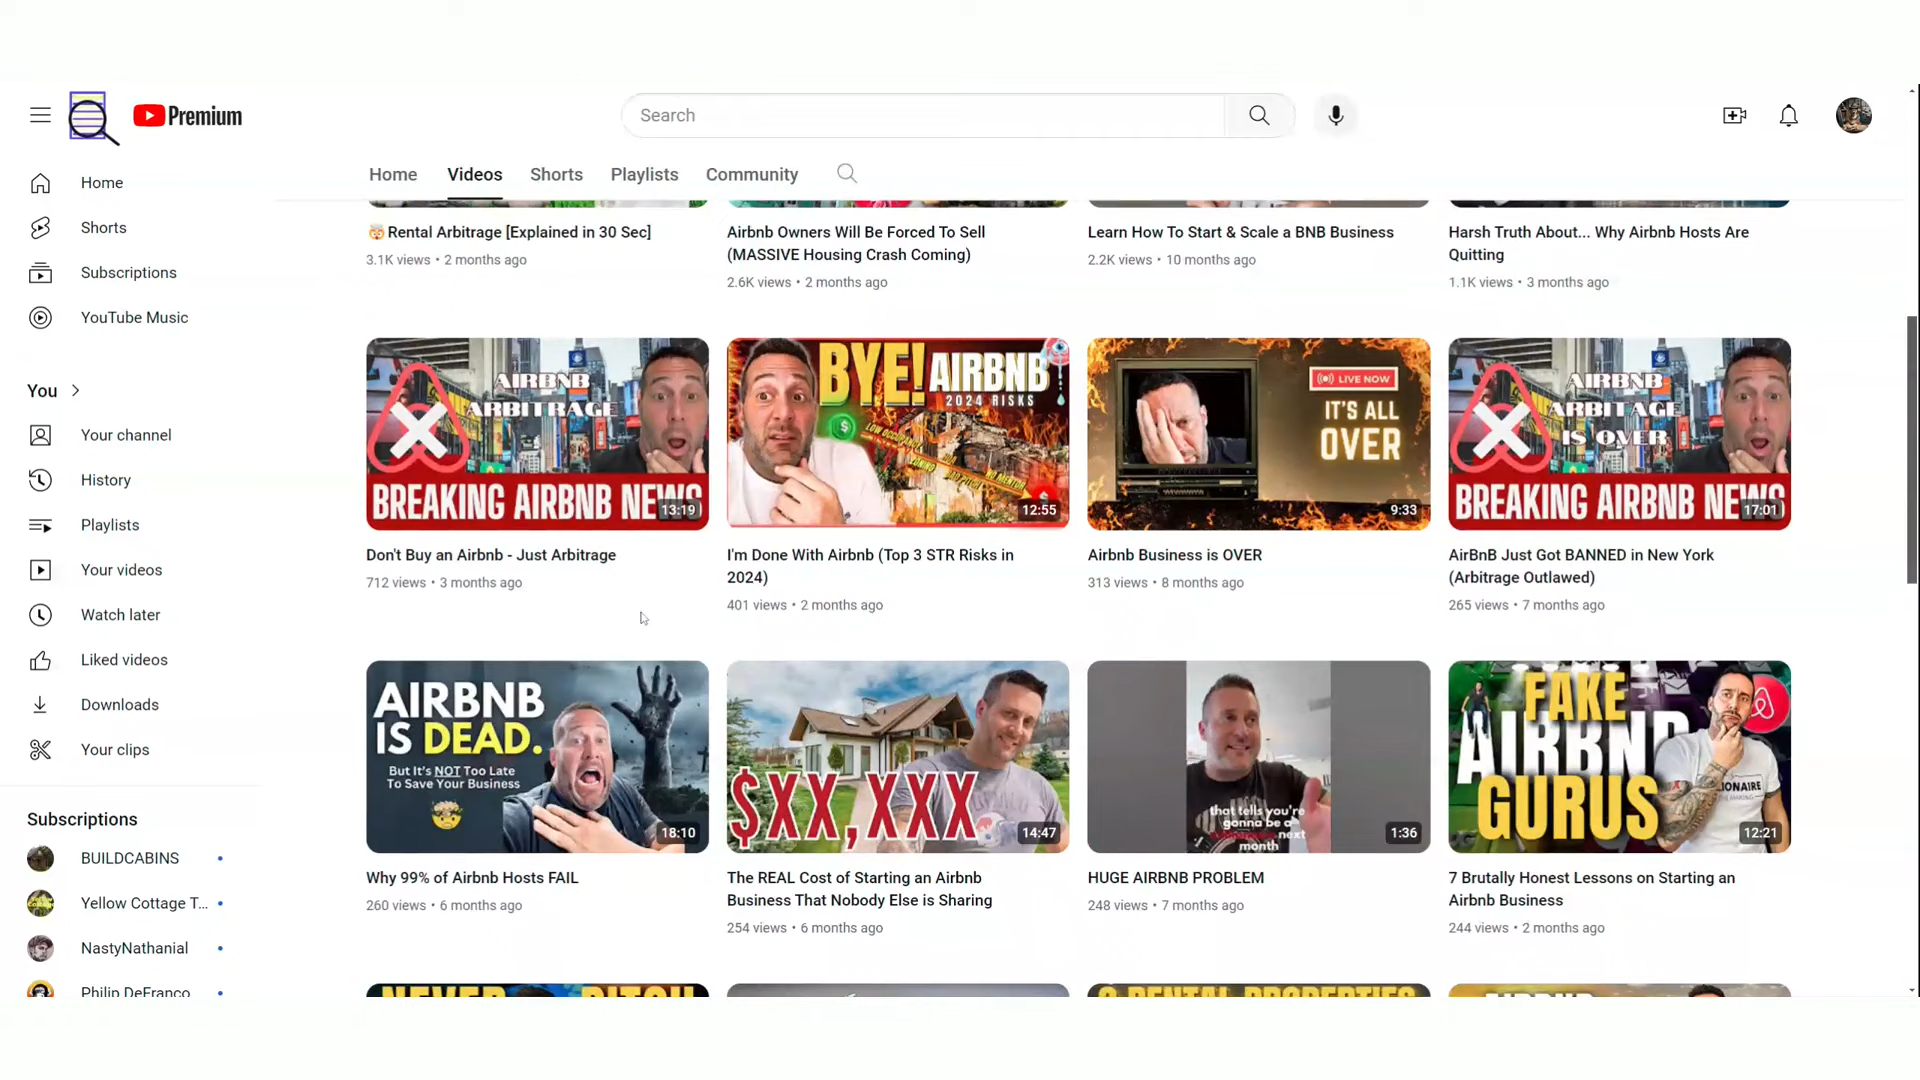 Premium
Search
Home
Videos
Shorts
Playlists
Community
Home
Shorts
Subscriptions
YouTube Music
You
Your channel
History
Playlists
Your videos
Watch later
Liked videos
Downloads
Your clips
Subscriptions
BUILDCABINS
Yellow Cottage T...
NastyNathanial
Philip DeFranco
🤯Rental Arbitrage [Explained in 30 Sec]
3.1K views • 2 months ago
Airbnb Owners Will Be Forced To Sell
(MASSIVE Housing Crash Coming)
2.6K views • 2 months ago
Learn How To Start & Scale a BNB Business
2.2K views • 10 months ago
Harsh Truth About... Why Airbnb Hosts Are
Quitting
1.1K views • 3 months ago
AIRBNB
ARBITRAGE
BREAKING AIRBNB NEWS
13:19
Don't Buy an Airbnb - Just Arbitrage
712 views • 3 months ago
BYE! AIRBNB
2024 RISKS
LOW OCCUPANCY
NO MENTOR
12:55
I'm Done With Airbnb (Top 3 STR Risks in
2024)
401 views • 2 months ago
LIVE NOW
IT'S ALL
OVER
9:33
Airbnb Business is OVER
313 views • 8 months ago
AIRBNB
ARBITAGE
IS OVER
BREAKING AIRBNB NEWS
17:01
AirBnB Just Got BANNED in New York
(Arbitrage Outlawed)
265 views • 7 months ago
AIRBNB
IS DEAD.
But It's NOT Too Late
To Save Your Business
18:10
Why 99% of Airbnb Hosts FAIL
260 views • 6 months ago
$XX,XXX
14:47
The REAL Cost of Starting an Airbnb
Business That Nobody Else is Sharing
254 views • 6 months ago
that tells you're
gonna be a
next
month
1:36
HUGE AIRBNB PROBLEM
248 views • 7 months ago
FAKE
AIRBNB
GURUS
IONAIRE
12:21
7 Brutally Honest Lessons on Starting an
Airbnb Business
244 views • 2 months ago
NEVER DITCH
RENTAL PROPERTIES